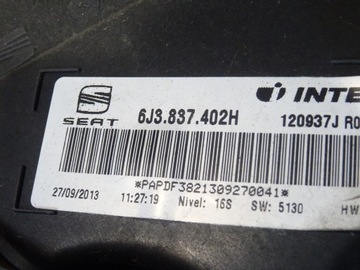 SEAT
6J3.837.402H
INTE
120937J R0
*PAPDF3821309270041*
27/09/2013
11:27:19
Nivel: 16S
SW: 5130
HW